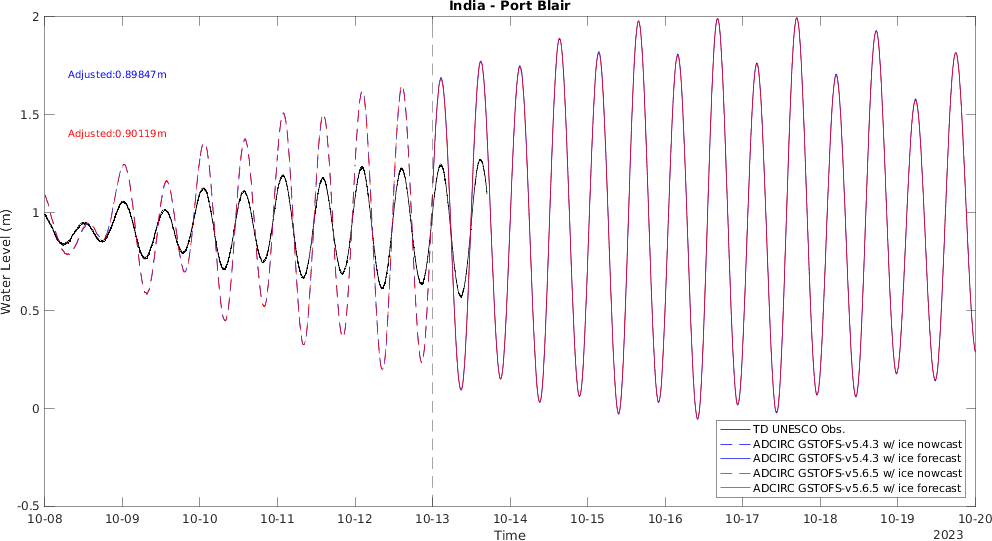 India - Port Blair
Adjusted:0.89847m
Adjusted:0.90119m
Water Level (m)
2
1.5
1
0.5
0
-0.5
TD UNESCO Obs.
ADCIRC GSTOFS-v5.4.3 w/ ice nowcast
ADCIRC GSTOFS-v5.4.3 w/ ice forecast
ADCIRC GSTOFS-v5.6.5 w/ ice nowcast
ADCIRC GSTOFS-v5.6.5 w/ ice forecast
10-08 10-09 10-10 10-11 10-12 10-13 10-14 10-15 10-16 10-17 10-18 10-19 10-20
Time
2023